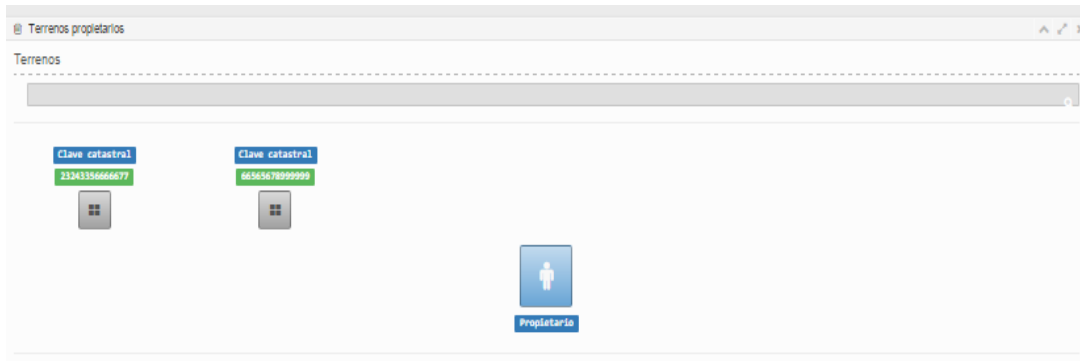 Terrenos propietarios
Terrenos
Clave catastral Clave catastral
23243356666677 66565678999999
Propietario